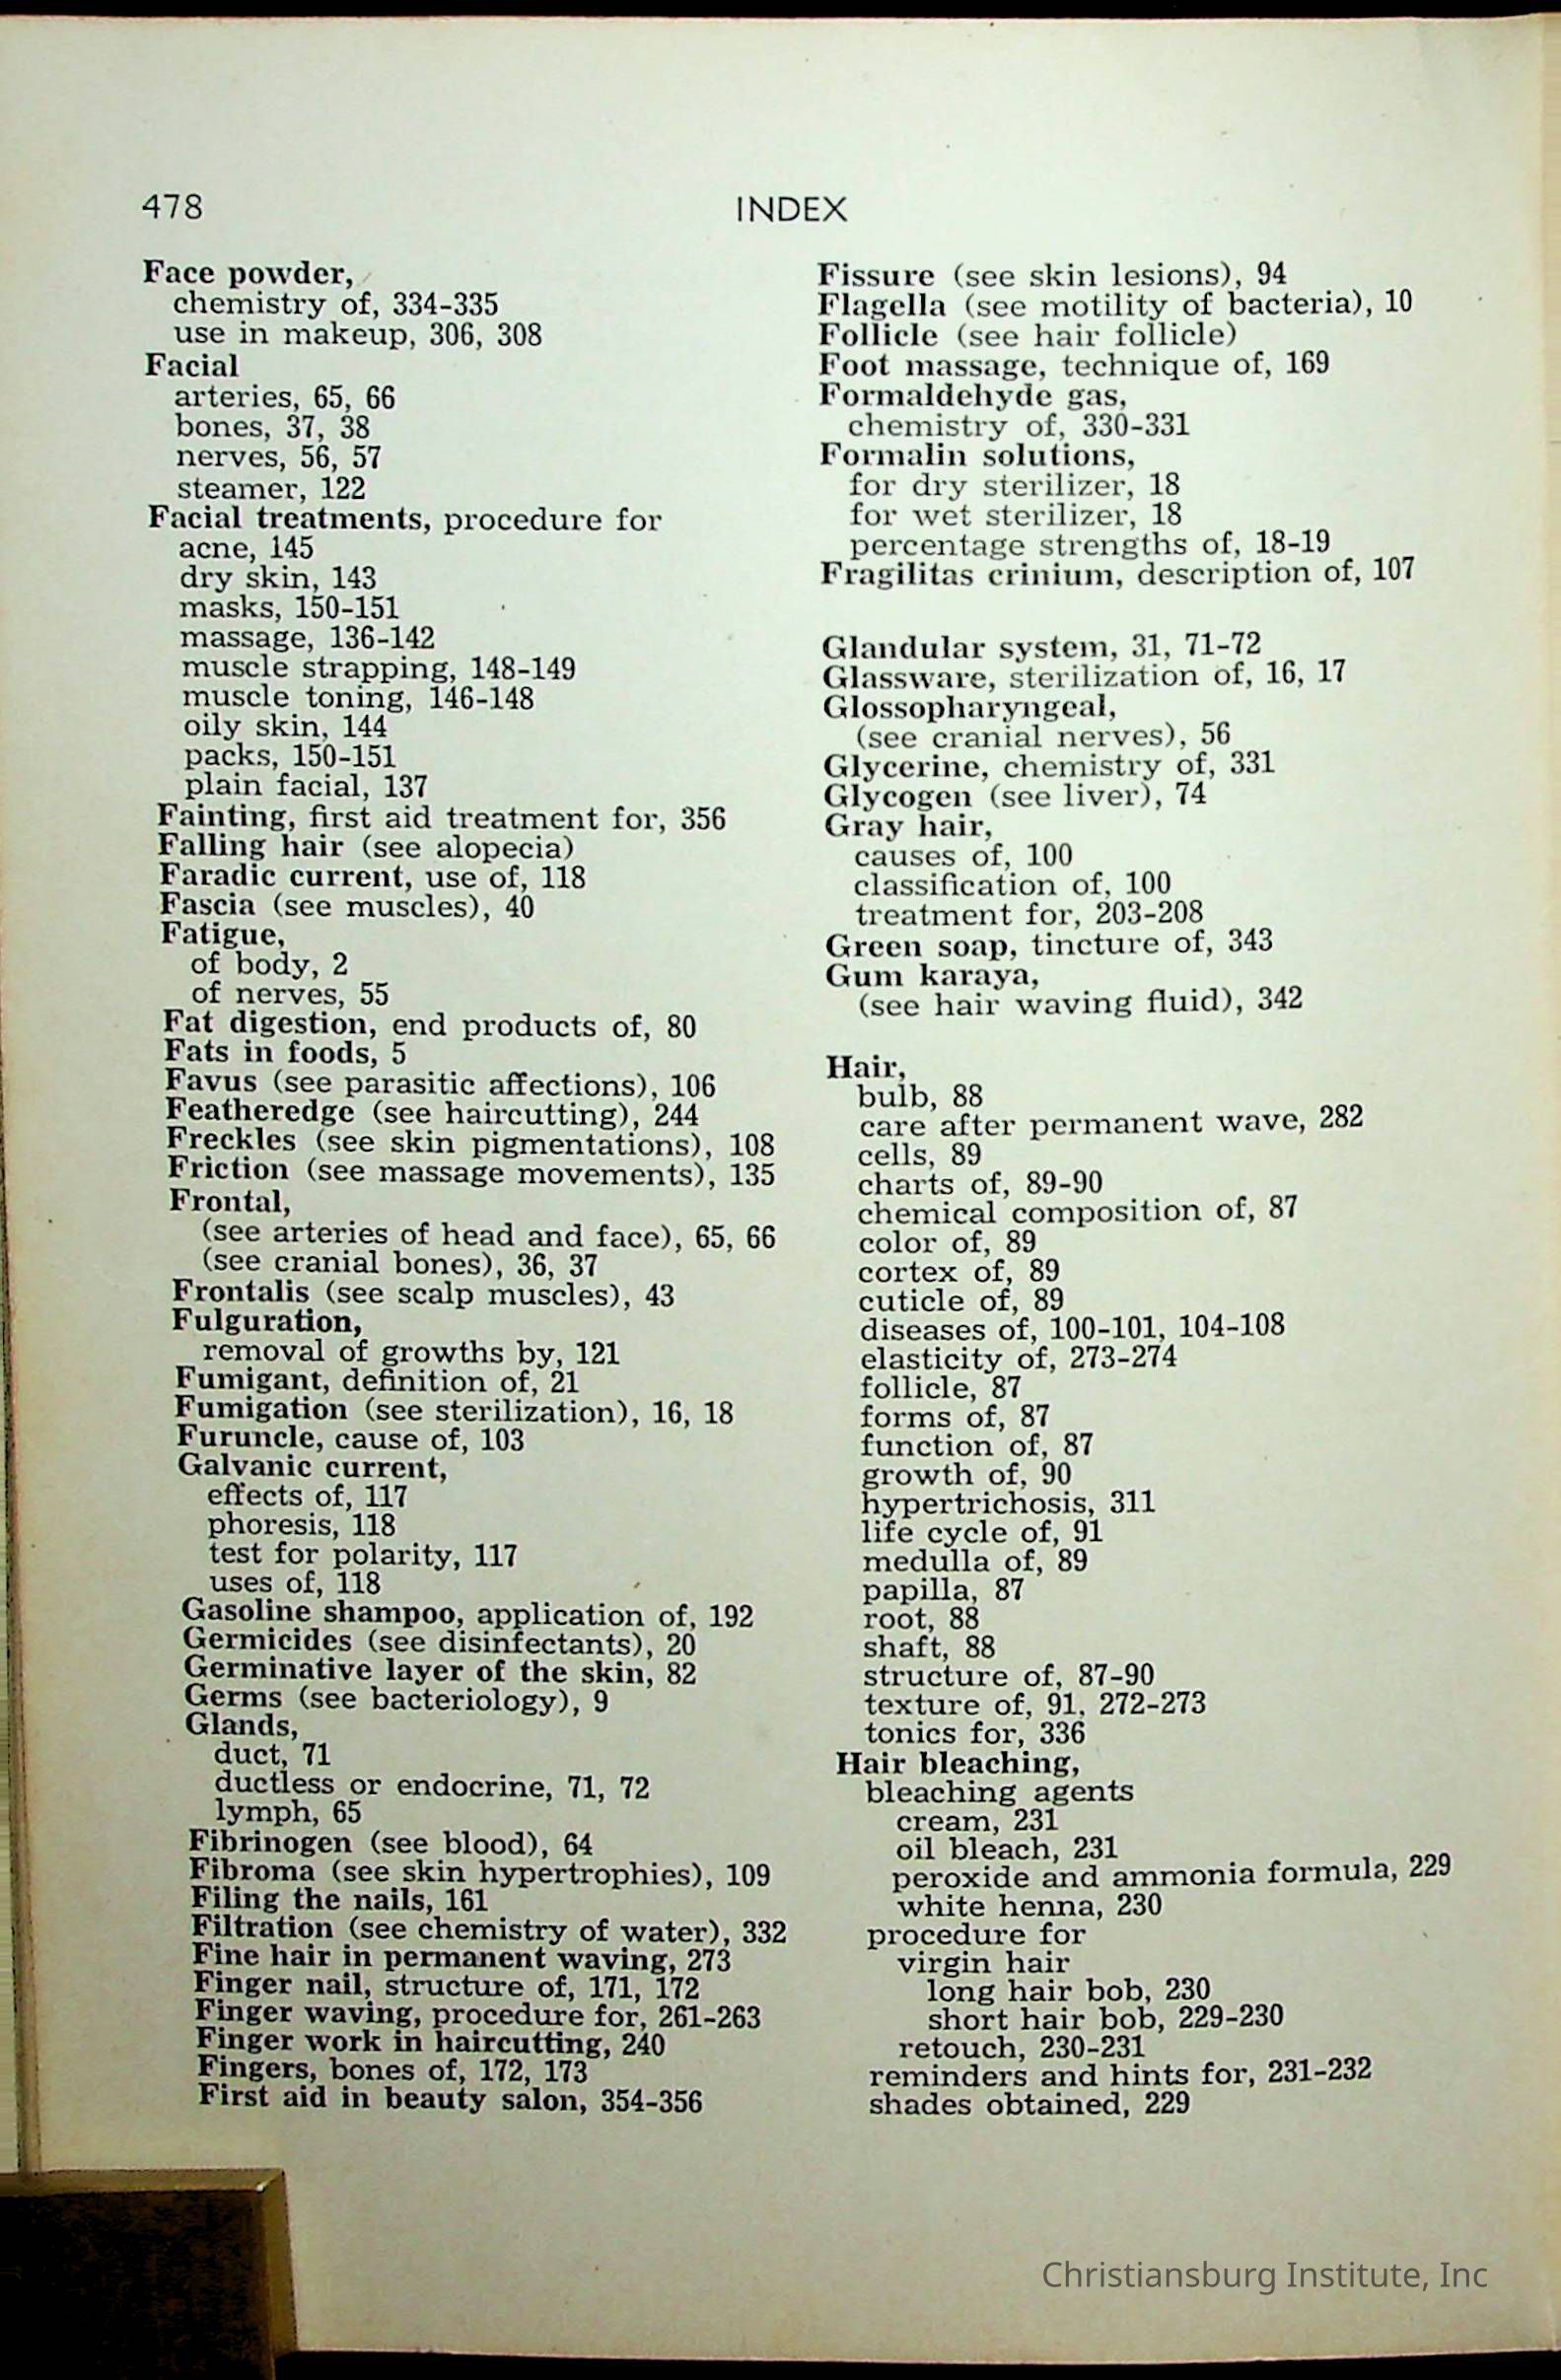 478
INDEX
Face powder,
chemistry of, 334-335
use in makeup, 306, 308
Facial
arteries, 65, 66
bones, 37, 38
nerves, 56, 57
steamer, 122
Facial treatments, procedure for
acne, 145
dry skin, 143
masks, 150-151
massage, 136-142
muscle strapping, 148-149
muscle toning, 146-148
oily skin, 144
packs, 150-151
plain facial, 137
Fainting, first aid treatment for, 356
Falling hair (see alopecia)
Faradic current, use of, 118
Fascia (see muscles), 40
Fatigue,
of body, 2
of nerves, 55
Fat digestion, end products of, 80
Fats in foods, 5
Favus (see parasitic affections), 106
Featheredge (see haircutting), 244
Freckles (see skin pigmentations), 108
Friction (see massage movements), 135
Frontal,
(see arteries of head and face), 65, 66
(see cranial bones), 36, 37
Frontalis (see scalp muscles), 43
Fulguration,
removal of growths by, 121
Fumigant, definition of, 21
Fumigation (see sterilization), 16, 18
Furuncle, cause of, 103
Galvanic current,
effects of, 117
phoresis, 118
test for polarity, 117
uses of, 118
Gasoline shampoo, application of, 192
Germicides (see disinfectants), 20
Germinative layer of the skin, 82
Germs (see bacteriology), 9
Glands,
duct, 71
ductless or endocrine, 71, 72
lymph, 65
Fibrinogen (see blood), 64
Fibroma (see skin hypertrophies), 109
Filing the nails, 161
Filtration (see chemistry of water), 332
Fine hair in permanent waving, 273
Finger nail, structure of, 171, 172
Finger waving, procedure for, 261-263
Finger work in haircutting, 240
Fingers, bones of, 172, 173
First aid in beauty salon, 354-356
Fissure (see skin lesions), 94
Flagella (see motility of bacteria), 10
Follicle (see hair follicle)
Foot massage, technique of, 169
Formaldehyde gas,
chemistry of, 330-331
Formalin solutions,
for dry sterilizer, 18
for wet sterilizer, 18
percentage strengths of, 18-19
Fragilitas crinium, description of, 107
Glandular system, 31, 71-72
Glassware, sterilization of, 16, 17
Glossopharyngeal,
(see cranial nerves), 56
Glycerine, chemistry of, 331
Glycogen (see liver), 74
Gray hair,
causes of, 100
classification of, 100
treatment for, 203-208
Green soap, tincture of, 343
Gum karaya,
(see hair waving fluid), 342
Hair,
bulb, 88
care after permanent wave, 282
cells, 89
charts of, 89-90
chemical composition of, 87
color of, 89
cortex of, 89
cuticle of, 89
diseases of, 100-101, 104-108
elasticity of, 273-274
follicle, 87
forms of, 87
function of, 87
growth of, 90
hypertrichosis, 311
life cycle of, 91
medulla of, 89
papilla, 87
root, 88
shaft, 88
structure of, 87-90
texture of, 91, 272-273
tonics for, 336
Hair bleaching,
bleaching agents
cream, 231
oil bleach, 231
peroxide and ammonia formula, 229
white henna, 230
procedure for
virgin hair
long hair bob, 230
short hair bob, 229-230
retouch, 230-231
reminders and hints for, 231-232
shades obtained, 229
Christiansburg Institute, Inc